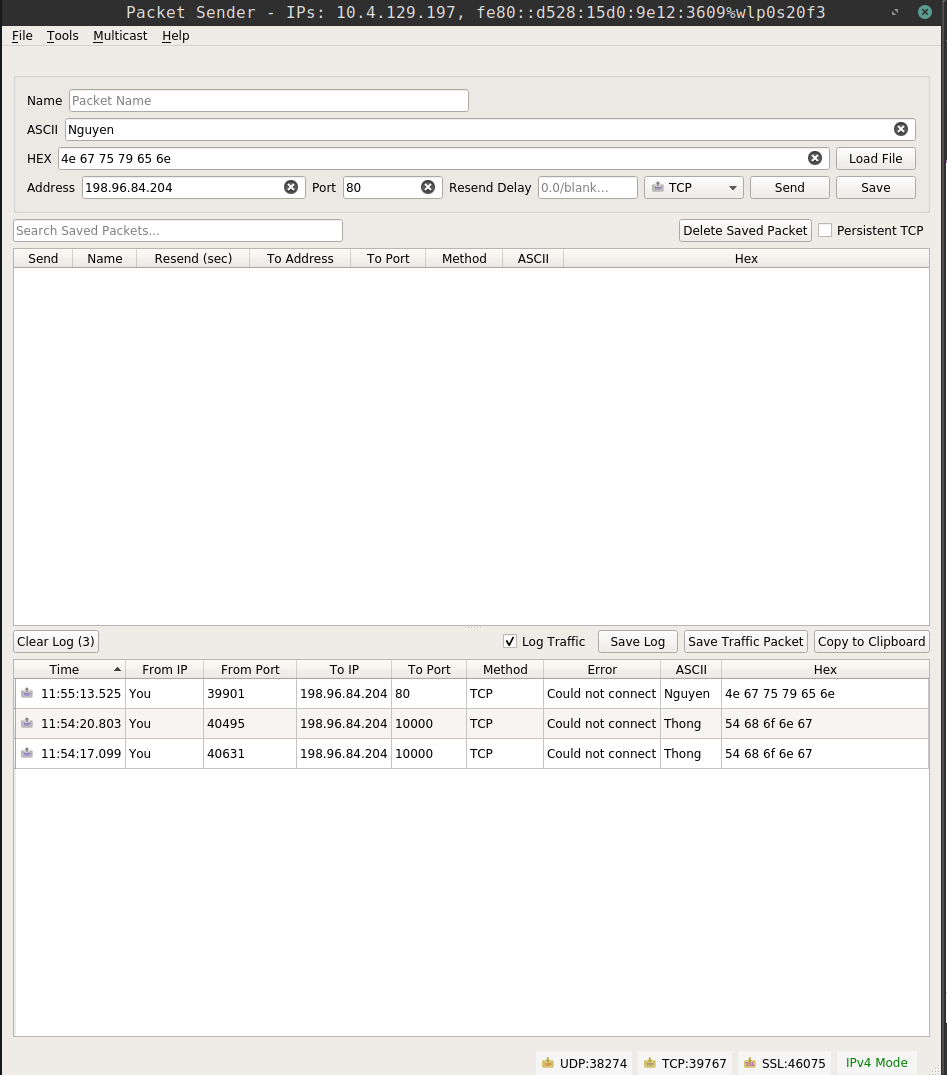 Packet Sender - IPs: 10.4.129.197, fe80::d528:15d0:9e12:3609%wlp0s20f3
File Tools Multicast Help
Name Packet Name
ASCII Nguyen
HEX 4e 67 75 79 65 6e Load File
Address 198.96.84.204 Port 80 Resend Delay 0.0/blank... TCP Send Save
Search Saved Packets... Delete Saved Packet Persistent TCP
Send Name Resend (sec) To Address To Port Method ASCII Hex
Clear Log (3) Log Traffic Save Log Save Traffic Packet Copy to Clipboard
Time From IP From Port To IP To Port Method Error ASCII Hex
11:55:13.525 You 39901 198.96.84.204 80 TCP Could not connect Nguyen 4e 67 75 79 65 6e
11:54:20.803 You 40495 198.96.84.204 10000 TCP Could not connect Thong 54 68 6f 6e 67
11:54:17.099 You 40631 198.96.84.204 10000 TCP Could not connect Thong 54 68 6f 6e 67
UDP:38274 TCP:39767 SSL:46075 IPv4 Mode